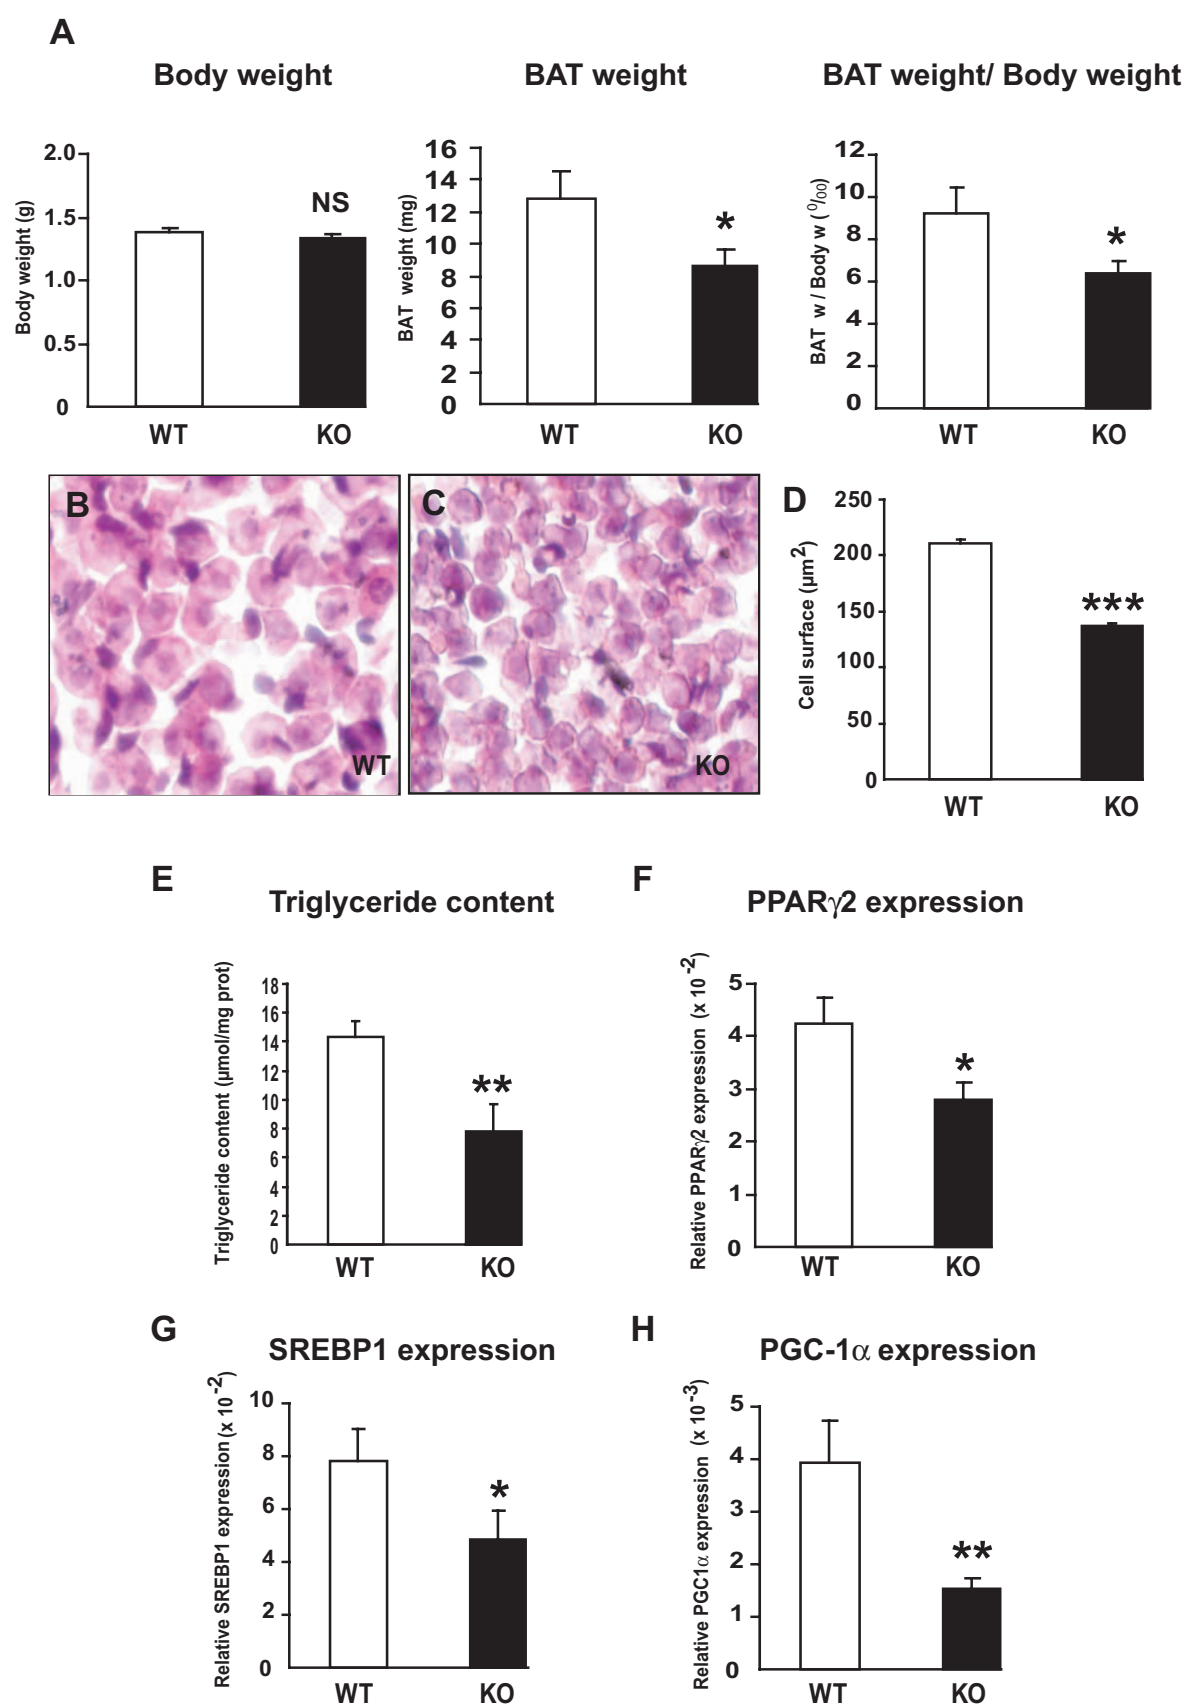 A
Body weight
BAT weight
BAT weight/ Body weight
Body weight (g)
2.0
1.5
1.0
0.5
0
NS
WT
KO
BAT weight (mg)
16
14
12
10
8
6
4
2
0
*
WT
KO
BAT w / Body w (0/00)
12
10
8
6
4
2
0
*
WT
KO
B
WT
C
KO
D
Cell surface (µm2)
250
200
150
100
50
0
***
WT
KO
E
Triglyceride content
Triglyceride content (µmol/mg prot)
18
16
14
12
10
8
6
4
2
0
**
WT
KO
F
PPARγ2 expression
Relative PPARγ2 expression (x 10-2)
5
4
3
2
1
0
*
WT
KO
G
SREBP1 expression
Relative SREBP1 expression (x 10-2)
10
8
6
4
2
0
*
WT
KO
H
PGC-1α expression
Relative PGC1α expression (x 10-3)
5
4
3
2
1
0
**
WT
KO